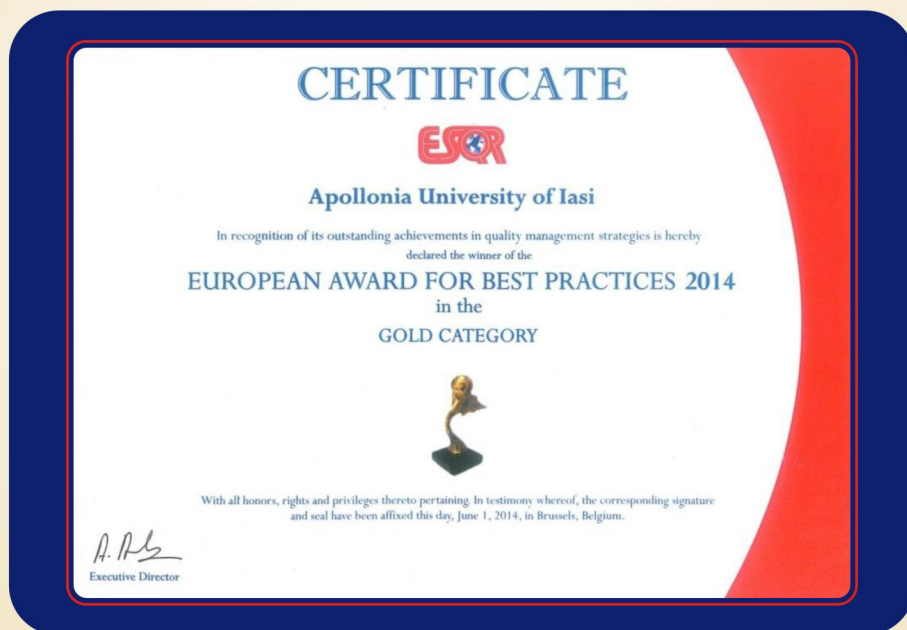 CERTIFICATE
ESQR
Apollonia University of Iasi
In recognition of its outstanding achievements in quality management strategies is hereby
declared the winner of the
EUROPEAN AWARD FOR BEST PRACTICES 2014
in the
GOLD CATEGORY
With all honors, rights and privileges thereto pertaining. In testimony whereof, the corresponding signature
and seal have been affixed this day, June 1, 2014, in Brussels, Belgium.
Executive Director